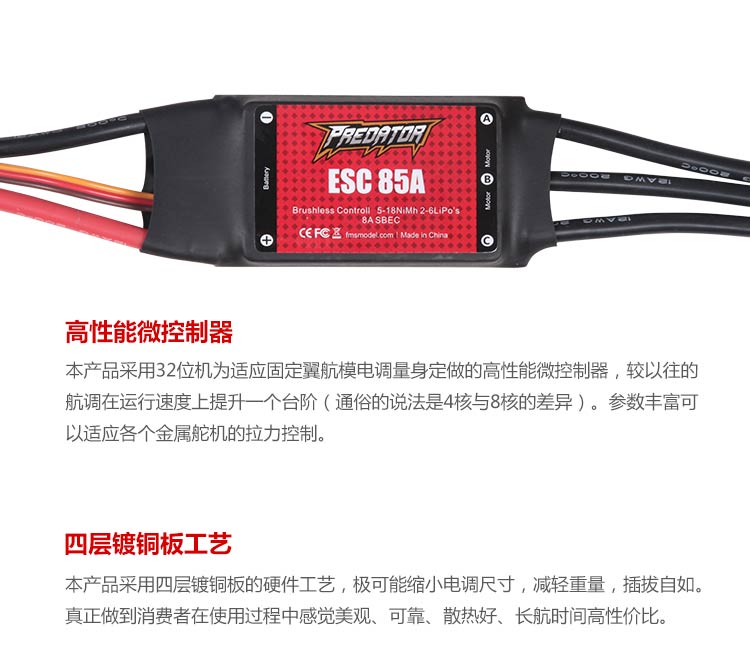 PREDATOR
ESC 85A
Brushless Controll 5-18NiMh 2-6LiPo's
8A SBEC
CE FC fmsmodel.com | Made in China
Battery
A
Motor
B
Motor
C
12AWG 200°C
12AWG 200°C
12AWG 200°C
高性能微控制器
本产品采用32位机为适应固定翼航模电调量身定做的高性能微控制器，较以往的
航调在运行速度上提升一个台阶（通俗的说法是4核与8核的差异）。参数丰富可
以适应各个金属舵机的拉力控制。
四层镀铜板工艺
本产品采用四层镀铜板的硬件工艺，极可能缩小电调尺寸，减轻重量，插拔自如。
真正做到消费者在使用过程中感觉美观、可靠、散热好、长航时间高性价比。